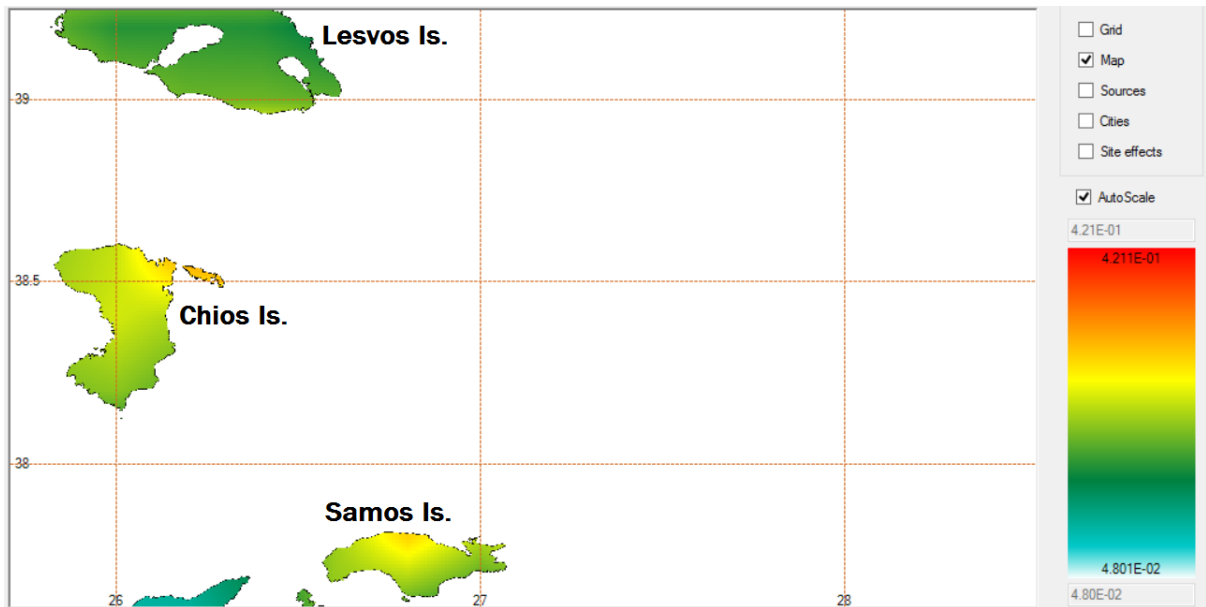 Lesvos Is.
39
38.5
Chios Is.
38
Samos Is.
26
27
28
Grid
Map
Sources
Cities
Site effects
AutoScale
4.21E-01
4.211E-01
4.801E-02
4.80E-02